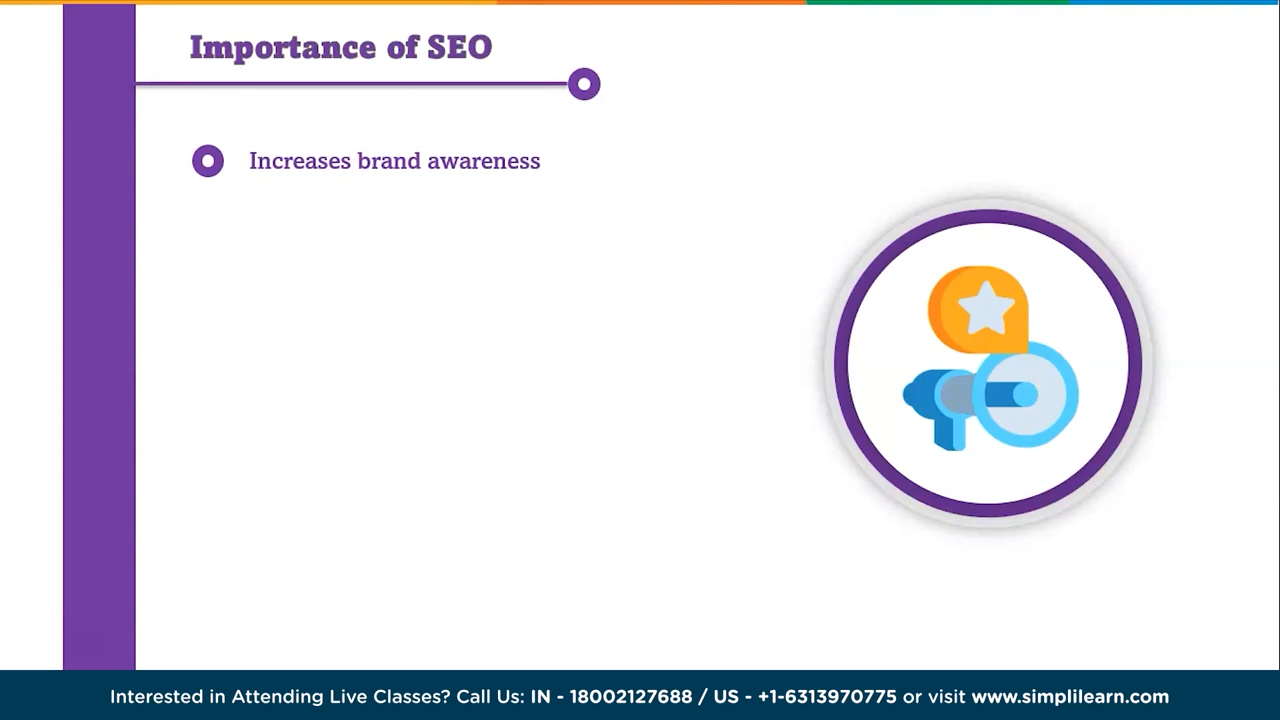 Importance of SEO
Increases brand awareness
Interested in Attending Live Classes? Call Us: IN - 18002127688 / US - +1-6313970775 or visit www.simplilearn.com